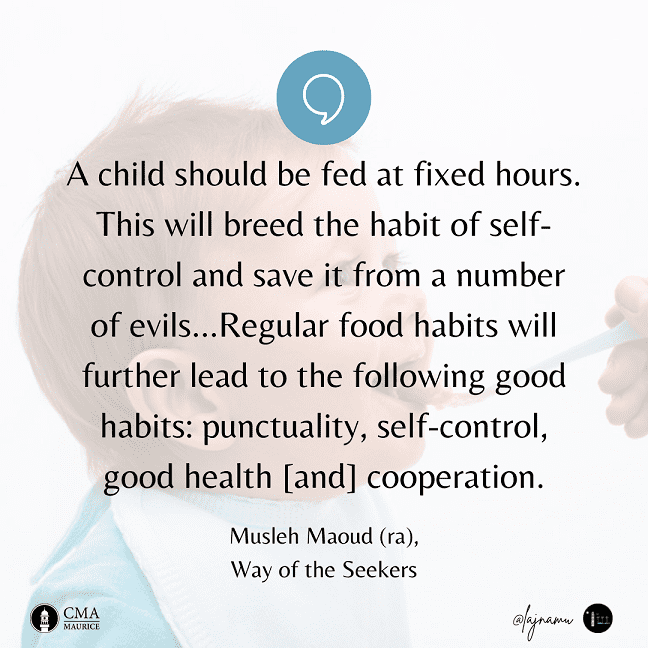 A child should be fed at fixed hours.
This will breed the habit of self-
control and save it from a number
of evils...Regular food habits will
further lead to the following good
habits: punctuality, self-control,
good health [and] cooperation.
Musleh Maoud (ra),
Way of the Seekers
CMA
MAURICE
@lajnamu